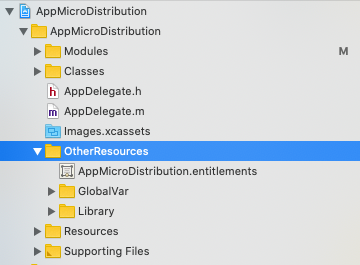 AppMicroDistribution
AppMicroDistribution
Modules M
Classes
h AppDelegate.h
m AppDelegate.m
Images.xcassets
OtherResources
AppMicroDistribution.entitlements
GlobalVar
Library
Resources
Supporting Files